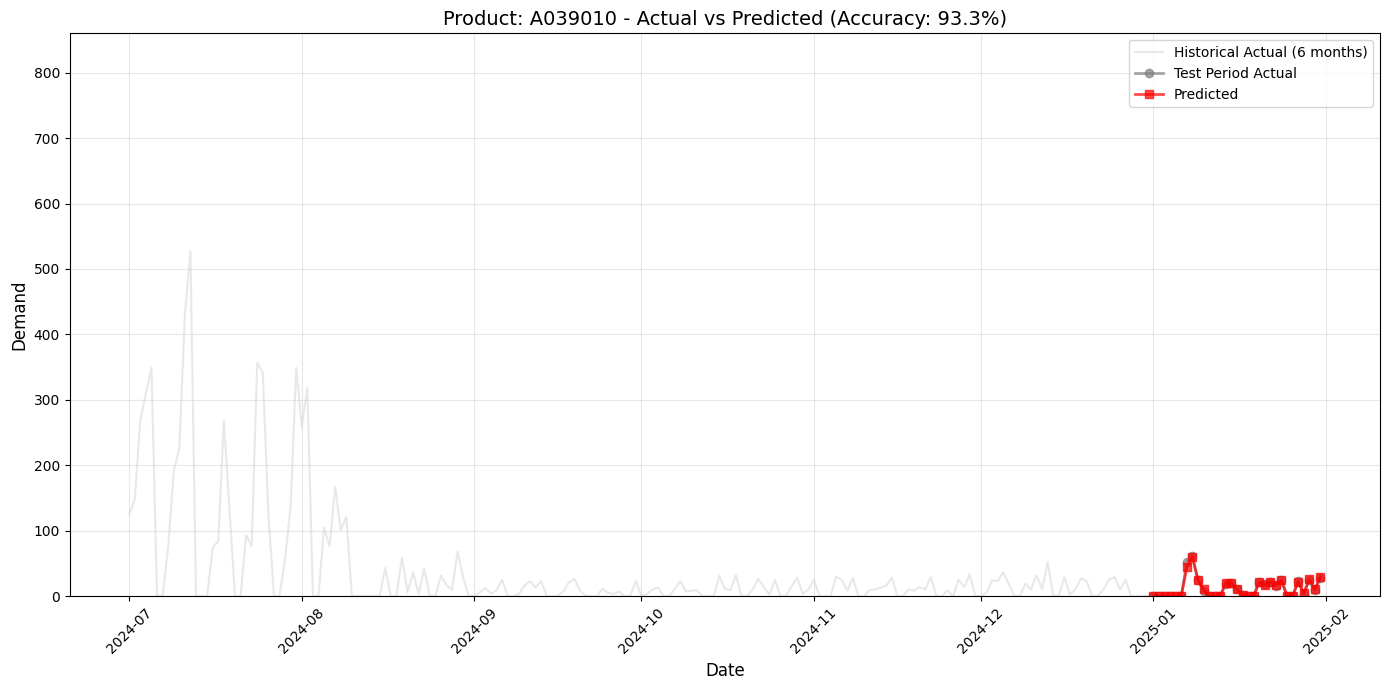 Product: A039010 - Actual vs Predicted (Accuracy: 93.3%)
Historical Actual (6 months)
Test Period Actual
Predicted
Demand
800
700
600
500
400
300
200
100
0
2024-07
2024-08
2024-09
2024-10
2024-11
2024-12
2025-01
2025-02
Date